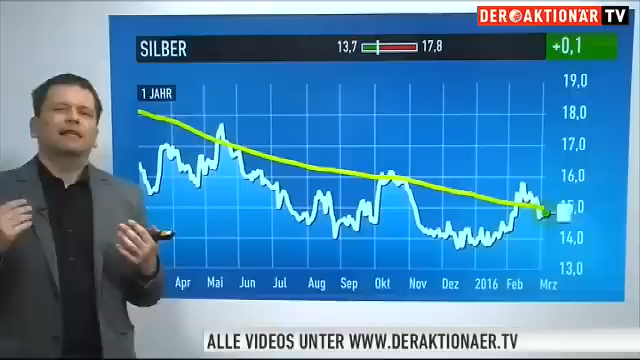 DER AKTIONÄR TV
SILBER 13,7 17,8 +0,1
1 JAHR
19,0
18,0
17,0
16,0
15,0
14,0
13,0
Apr Mai Jun Jul Aug Sep Okt Nov Dez 2016 Feb Mrz
ALLE VIDEOS UNTER WWW.DERAKTIONAER.TV